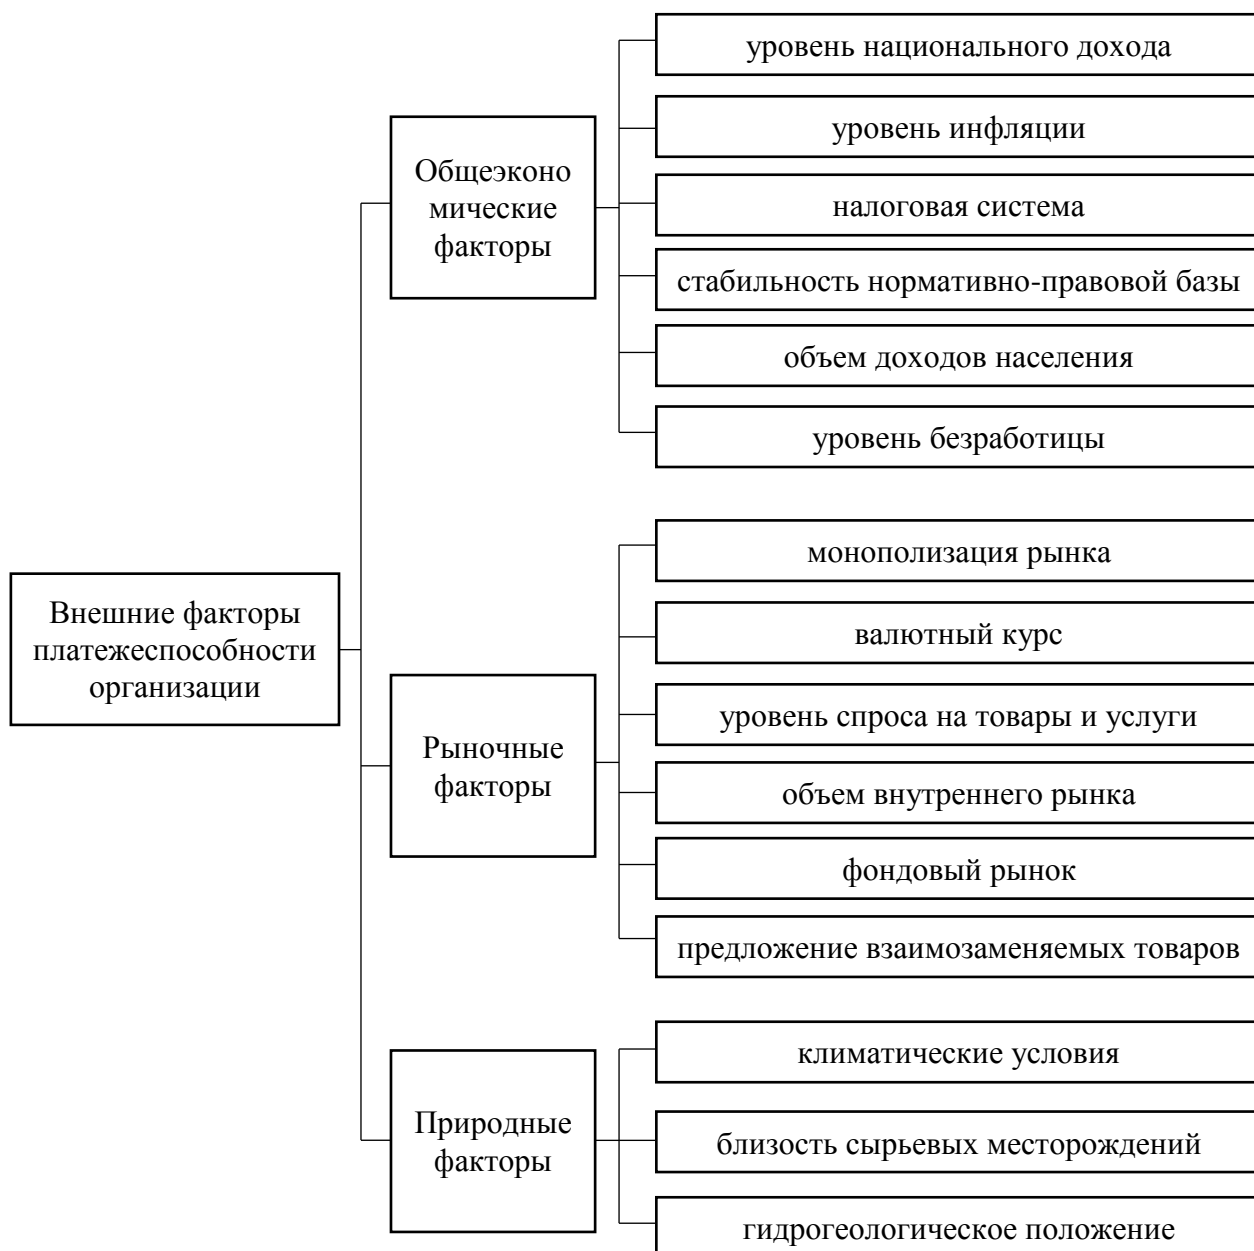 Внешние факторы
платежеспособности
организации
Общеэконо
мические
факторы
уровень национального дохода
уровень инфляции
налоговая система
стабильность нормативно-правовой базы
объем доходов населения
уровень безработицы
Рыночные
факторы
монополизация рынка
валютный курс
уровень спроса на товары и услуги
объем внутреннего рынка
фондовый рынок
предложение взаимозаменяемых товаров
Природные
факторы
климатические условия
близость сырьевых месторождений
гидрогеологическое положение